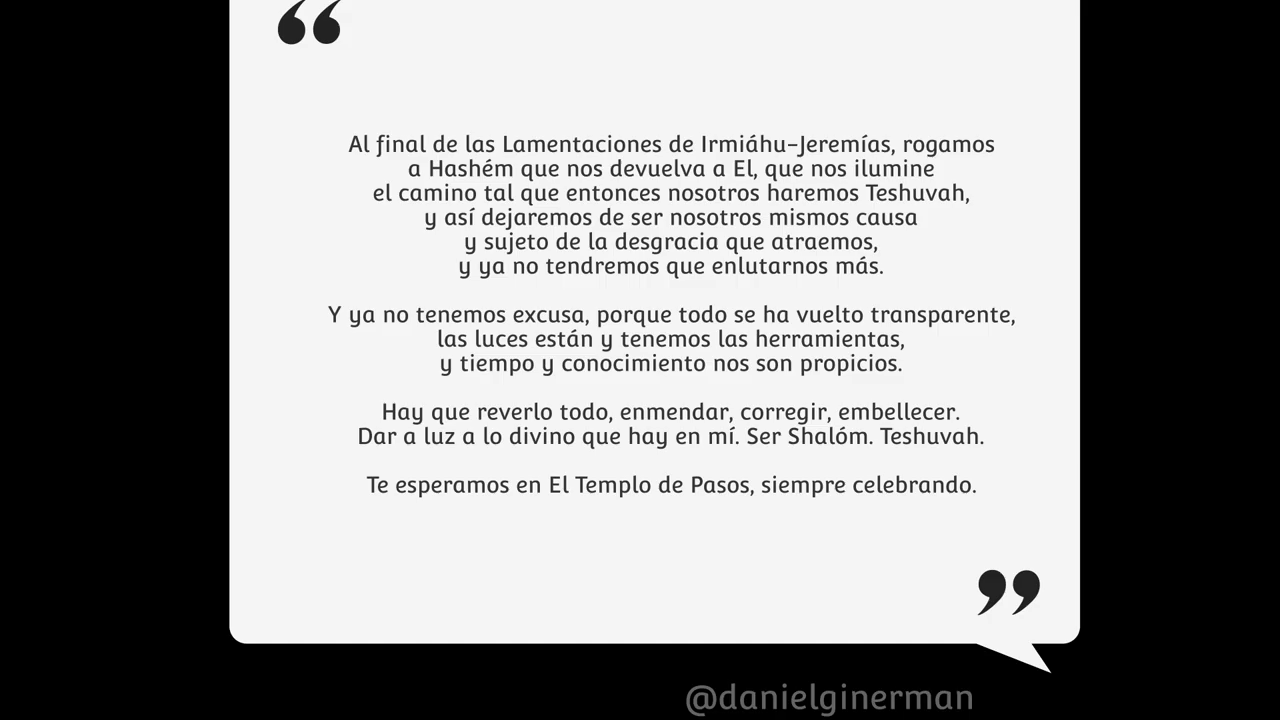 “
Al final de las Lamentaciones de Irmiáhu-Jeremías, rogamos
a Hashém que nos devuelva a El, que nos ilumine
el camino tal que entonces nosotros haremos Teshuvah,
y así dejaremos de ser nosotros mismos causa
y sujeto de la desgracia que atraemos,
y ya no tendremos que enlutarnos más.
Y ya no tenemos excusa, porque todo se ha vuelto transparente,
las luces están y tenemos las herramientas,
y tiempo y conocimiento nos son propicios.
Hay que reverlo todo, enmendar, corregir, embellecer.
Dar a luz a lo divino que hay en mí. Ser Shalóm. Teshuvah.
Te esperamos en El Templo de Pasos, siempre celebrando.
”
@danielginerman